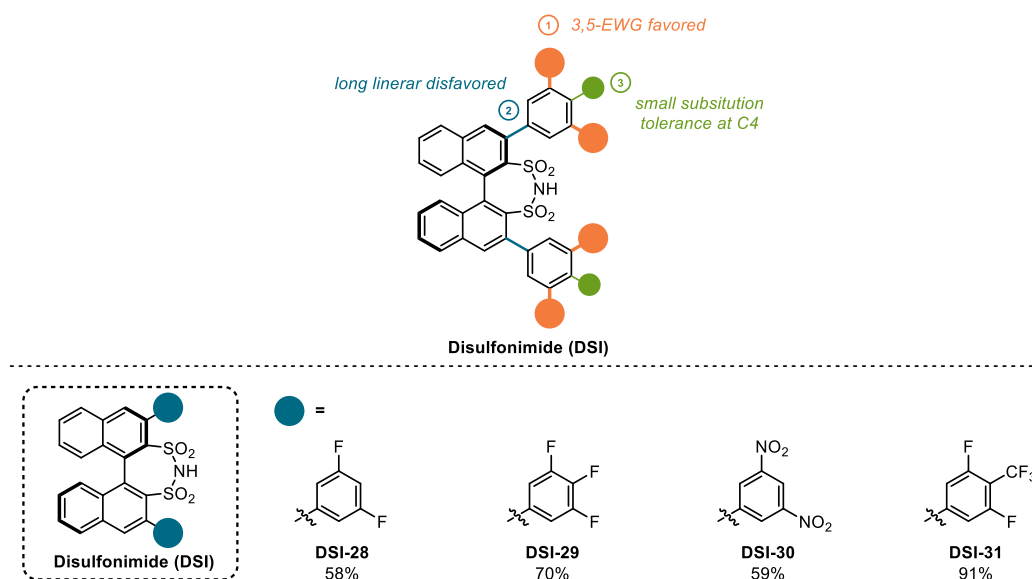 1 3,5-EWG favored
long linerar disfavored
2
3
small subsitution
tolerance at C4
SO2
NH
SO2
Disulfonimide (DSI)
SO2
NH
SO2
Disulfonimide (DSI)
=
F
F
DSI-28
58%
F
F
F
DSI-29
70%
NO2
NO2
DSI-30
59%
F
CF3
F
DSI-31
91%